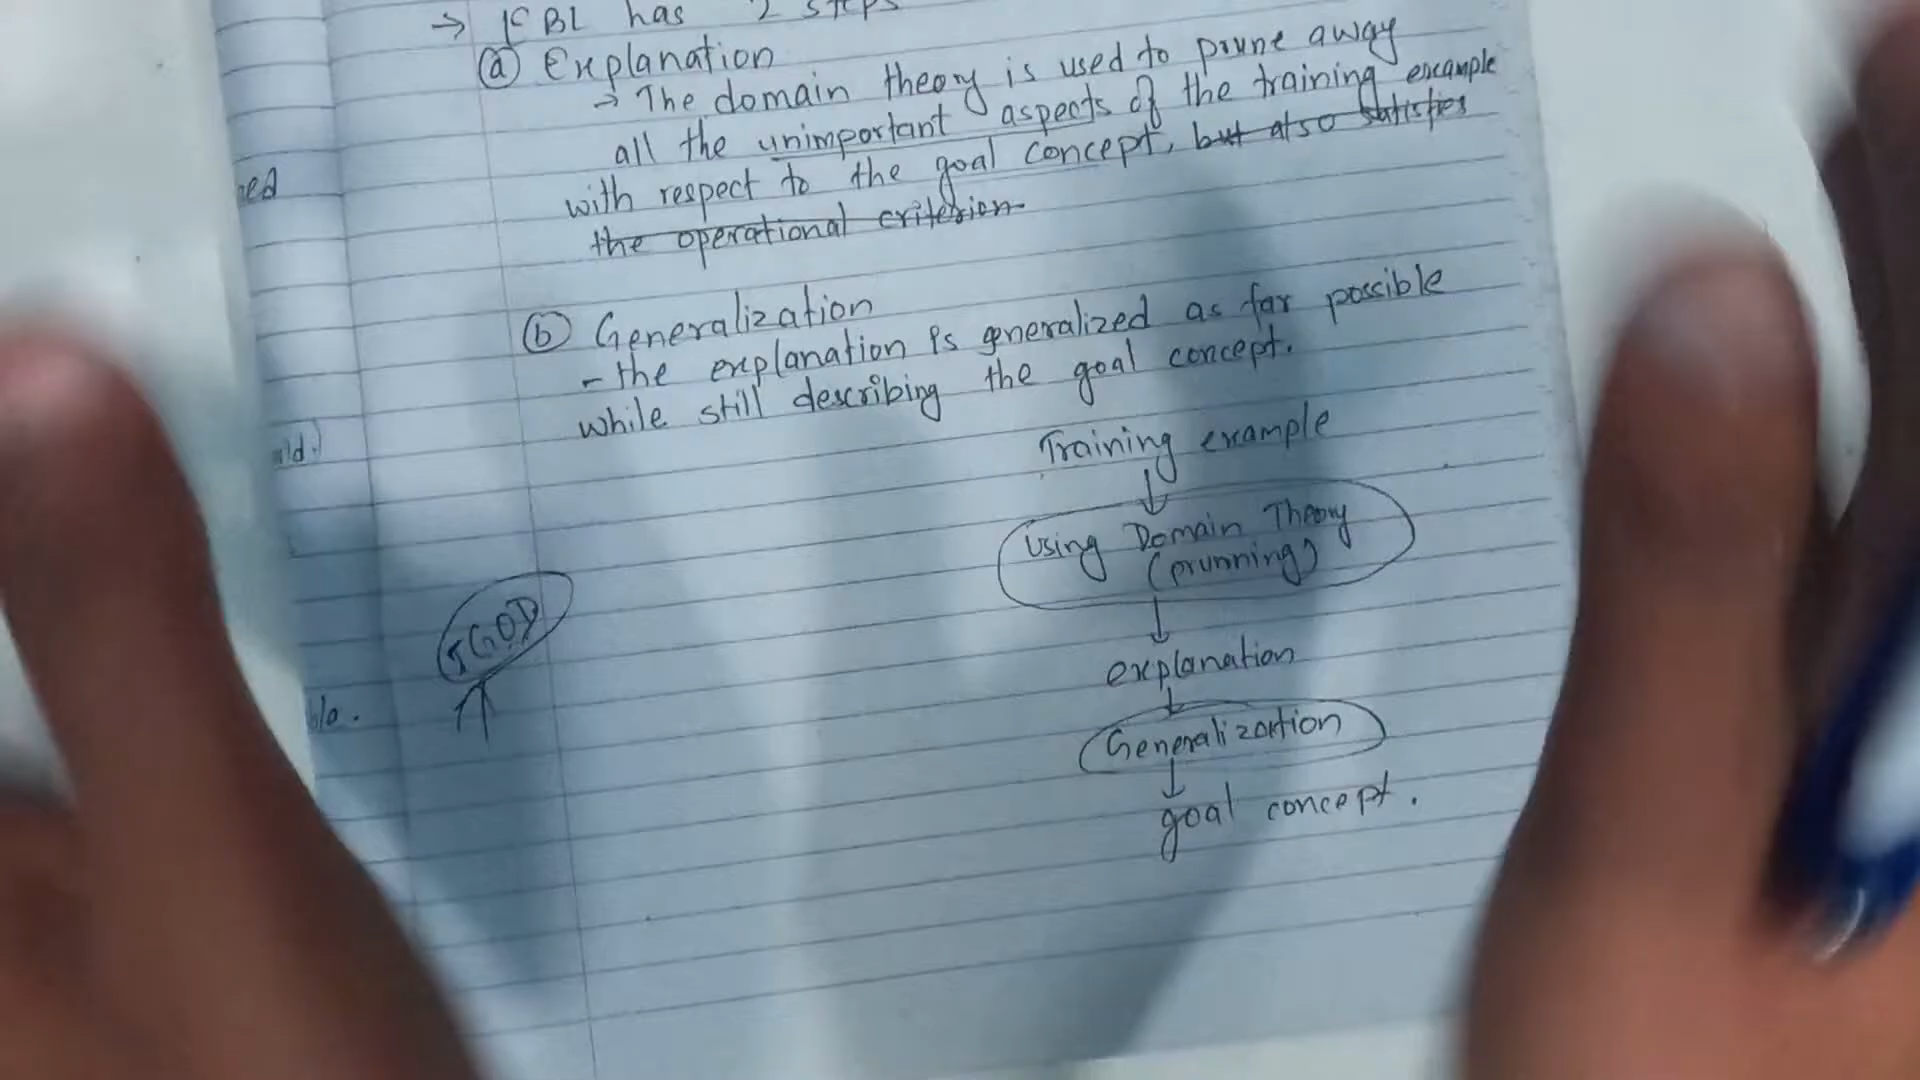 → EBL has 2 steps
(a) Explanation
→ The domain theory is used to prune away
all the unimportant aspects of the training example
with respect to the goal concept, but also satisfies
the operational criterion
(b) Generalization
- the explanation is generalized as far possible
while still describing the goal concept.
Training example
↓
Using Domain Theory
(prunning)
↓
explanation
↓
Generalization
↓
goal concept.
TGOD